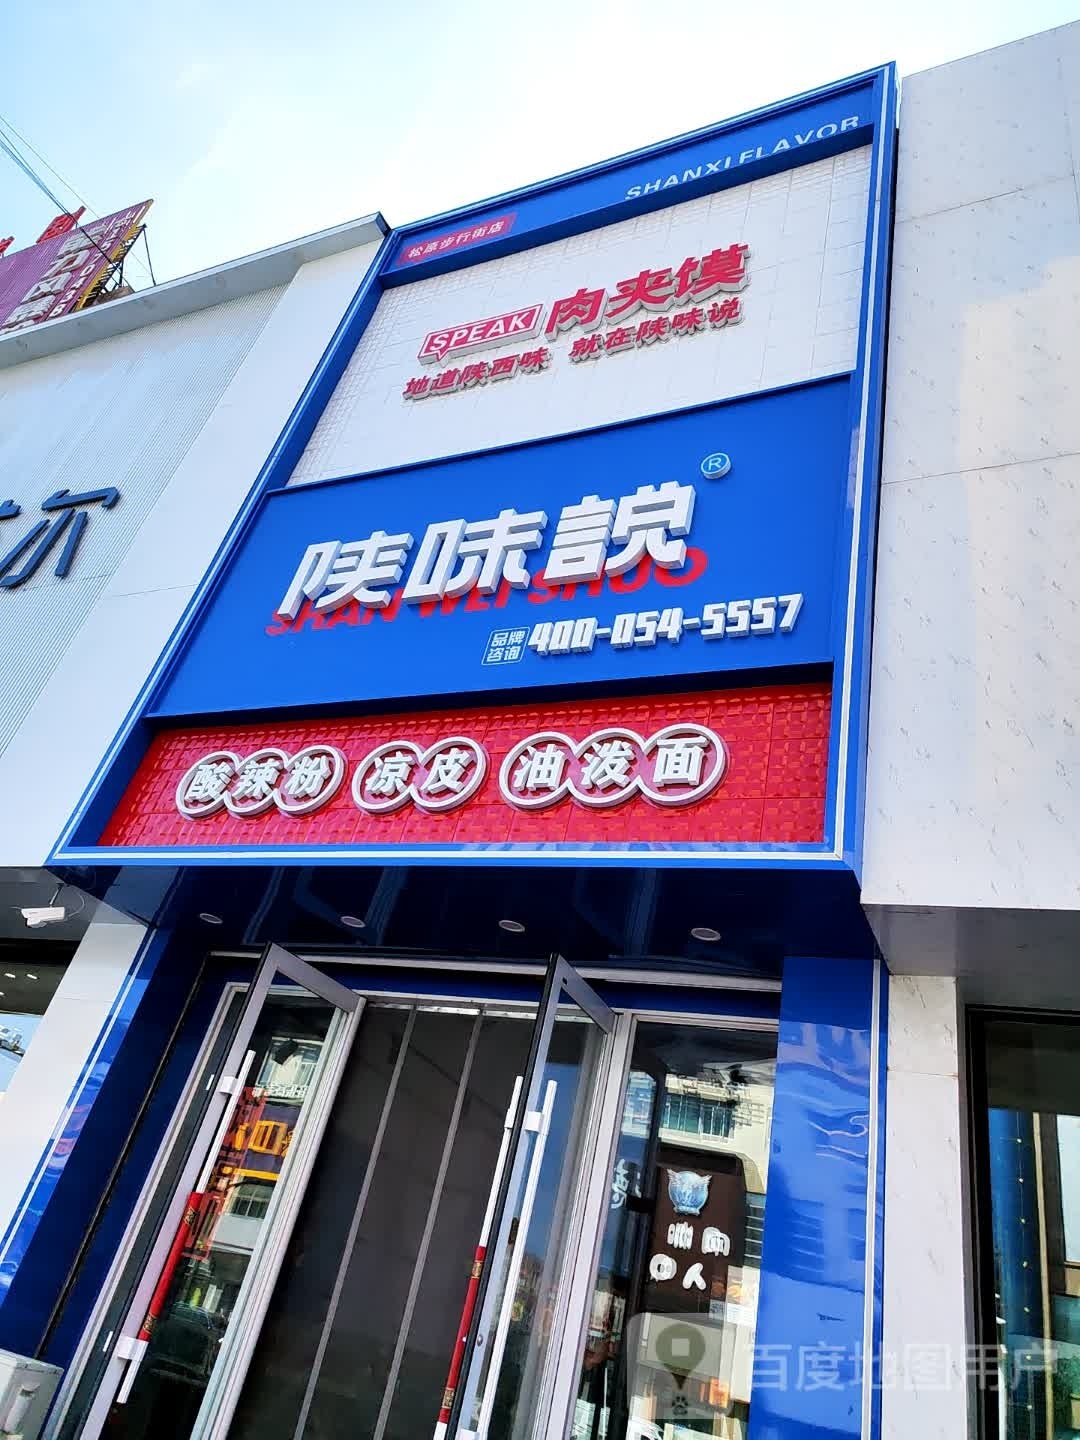 SHANXI FLAVOR
松原步行街店
SPEAK 肉夹馍
地道陕西味 就在陕味说
陕味説®
SHAN WEI SHUO
品牌咨询 400-054-5557
酸辣粉 凉皮 油泼面
尔
百度地图用户